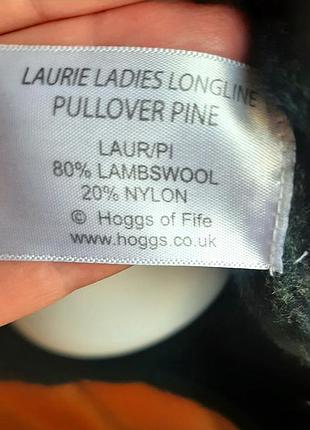 LAURIE LADIES LONGLINE
PULLOVER PINE
LAUR/PI
80% LAMBSWOOL
20% NYLON
© Hoggs of Fife
www.hoggs.co.uk